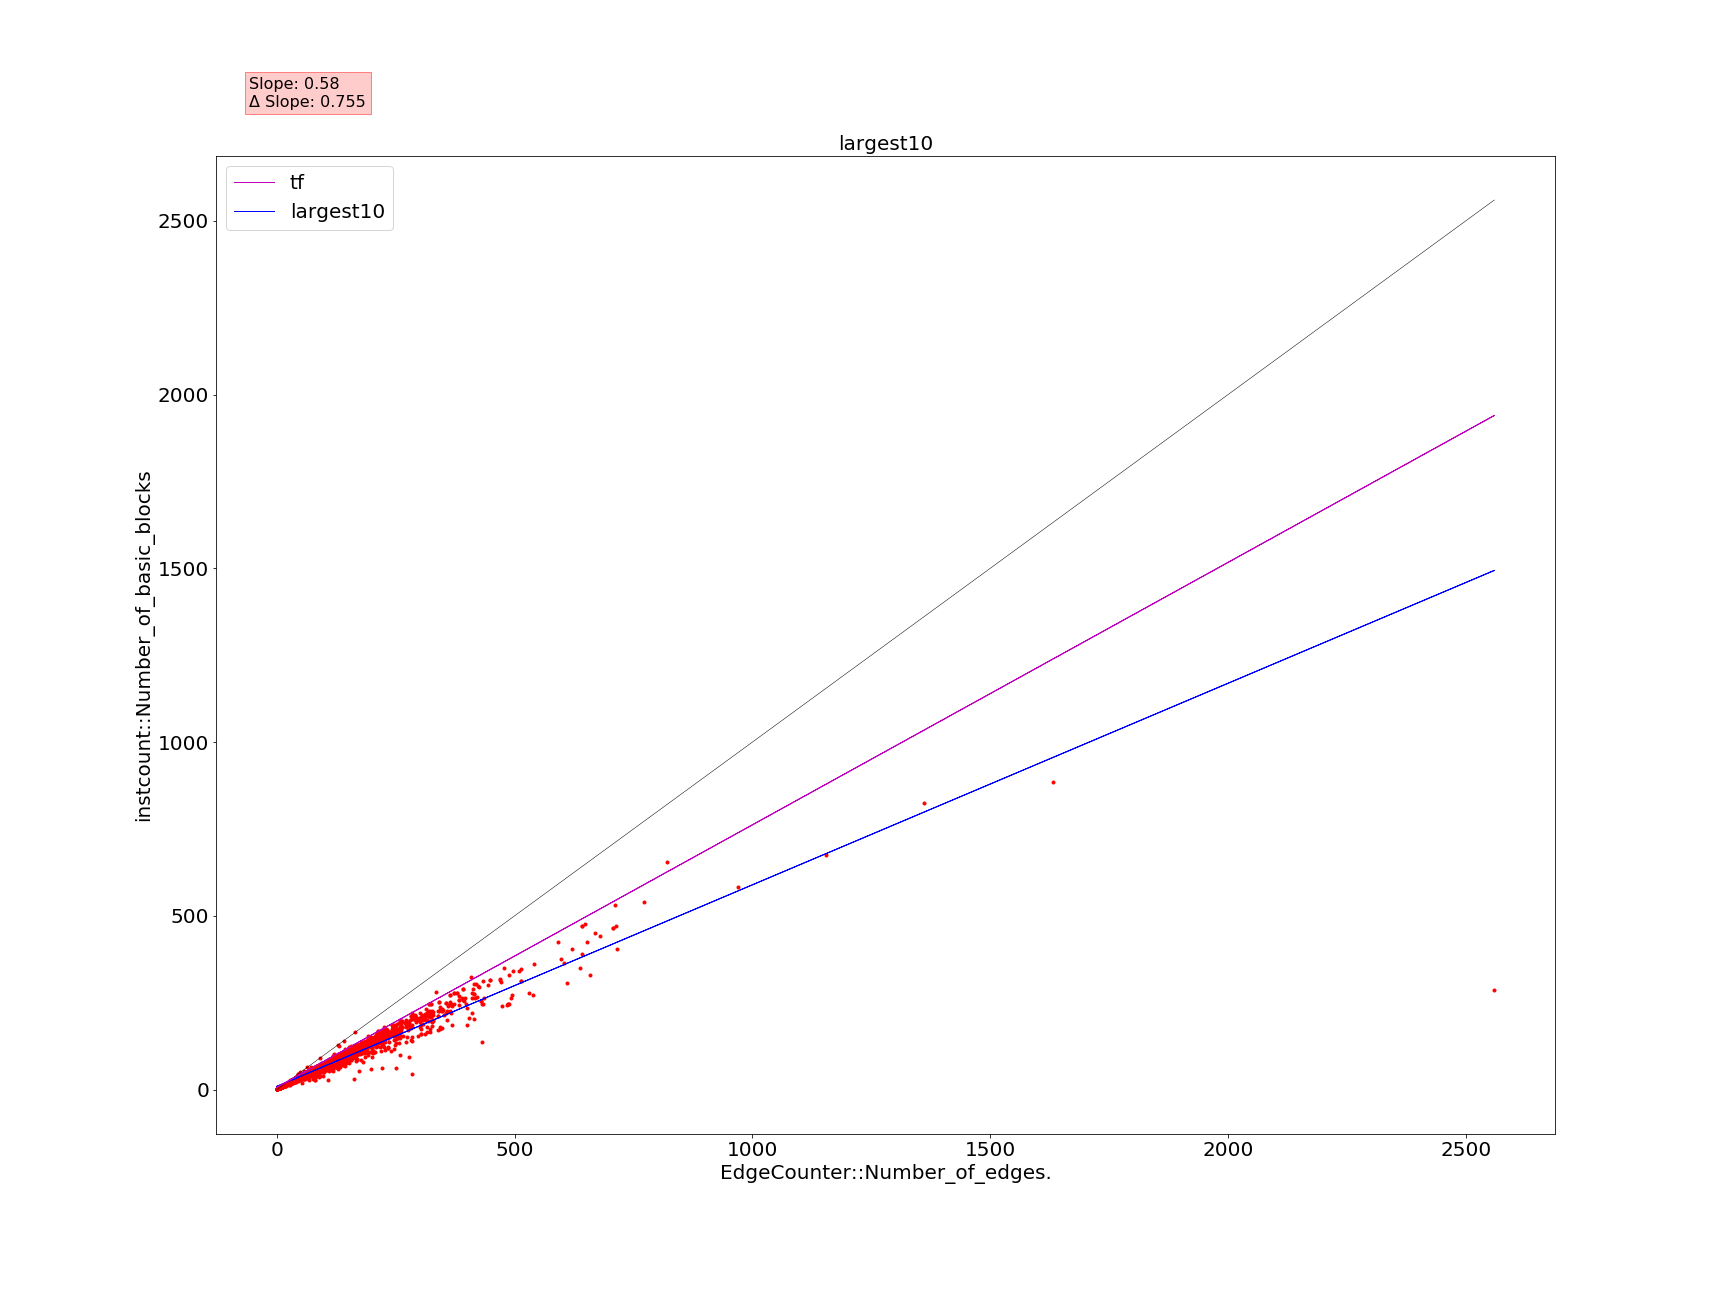 Slope: 0.58
Δ Slope: 0.755
largest10
tf
largest10
2500
2000
1500
1000
500
0
instcount::Number_of_basic_blocks
0 500 1000 1500 2000 2500
EdgeCounter::Number_of_edges.